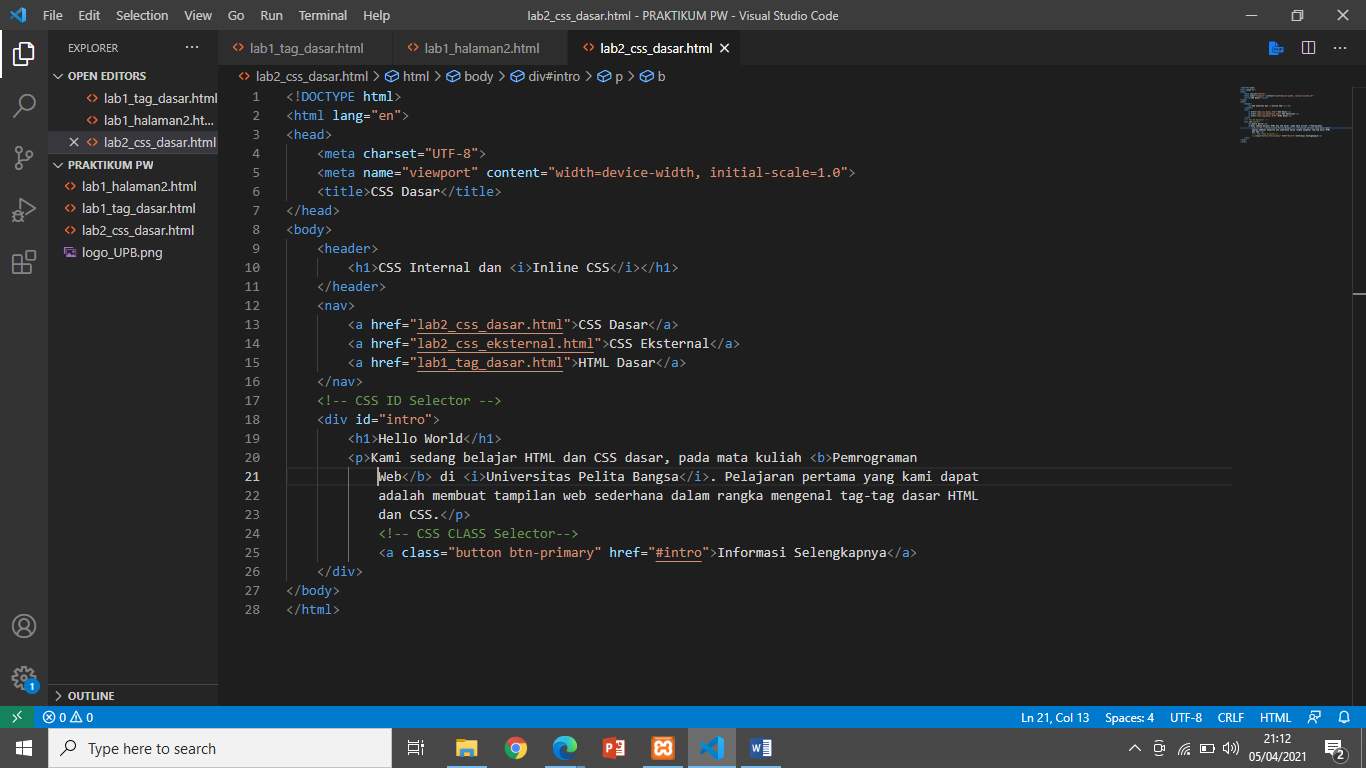 File Edit Selection View Go Run Terminal Help lab2_css_dasar.html - PRAKTIKUM PW - Visual Studio Code
EXPLORER ···
OPEN EDITORS
lab1_tag_dasar.html
lab1_halaman2.ht...
lab2_css_dasar.html
PRAKTIKUM PW
lab1_halaman2.html
lab1_tag_dasar.html
lab2_css_dasar.html
logo_UPB.png
OUTLINE
lab1_tag_dasar.html lab1_halaman2.html lab2_css_dasar.html
lab2_css_dasar.html > html > body > div#intro > p > b
1 <!DOCTYPE html>
2 <html lang="en">
3 <head>
4 <meta charset="UTF-8">
5 <meta name="viewport" content="width=device-width, initial-scale=1.0">
6 <title>CSS Dasar</title>
7 </head>
8 <body>
9 <header>
10 <h1>CSS Internal dan <i>Inline CSS</i></h1>
11 </header>
12 <nav>
13 <a href="lab2_css_dasar.html">CSS Dasar</a>
14 <a href="lab2_css_eksternal.html">CSS Eksternal</a>
15 <a href="lab1_tag_dasar.html">HTML Dasar</a>
16 </nav>
17 <!-- CSS ID Selector -->
18 <div id="intro">
19 <h1>Hello World</h1>
20 <p>Kami sedang belajar HTML dan CSS dasar, pada mata kuliah <b>Pemrograman
21 Web</b> di <i>Universitas Pelita Bangsa</i>. Pelajaran pertama yang kami dapat
22 adalah membuat tampilan web sederhana dalam rangka mengenal tag-tag dasar HTML
23 dan CSS.</p>
24 <!-- CSS CLASS Selector-->
25 <a class="button btn-primary" href="#intro">Informasi Selengkapnya</a>
26 </div>
27 </body>
28 </html>
1
0 0 Ln 21, Col 13 Spaces: 4 UTF-8 CRLF HTML
Type here to search
21:12
05/04/2021
2